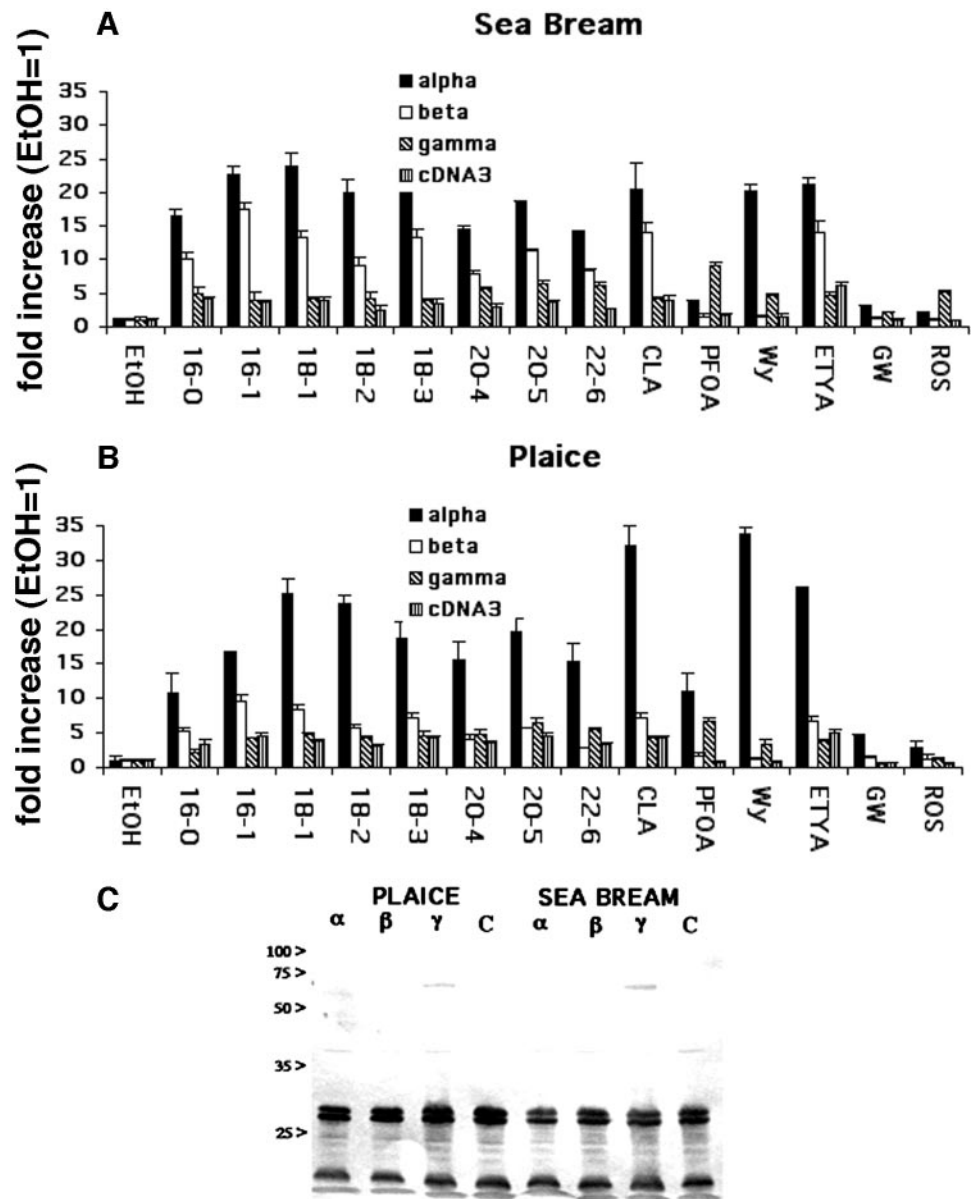 A
Sea Bream
fold increase (EtOH=1)
alpha
beta
gamma
cDNA3
35
30
25
20
15
10
5
0
EtOH 16-0 16-1 18-1 18-2 18-3 20-4 20-5 22-6 CLA PFOA Wy ETYA GW ROS
B
Plaice
fold increase (EtOH=1)
alpha
beta
gamma
cDNA3
35
30
25
20
15
10
5
0
EtOH 16-0 16-1 18-1 18-2 18-3 20-4 20-5 22-6 CLA PFOA Wy ETYA GW ROS
C
PLAICE SEA BREAM
α β γ C α β γ C
100 >
75 >
50 >
35 >
25 >